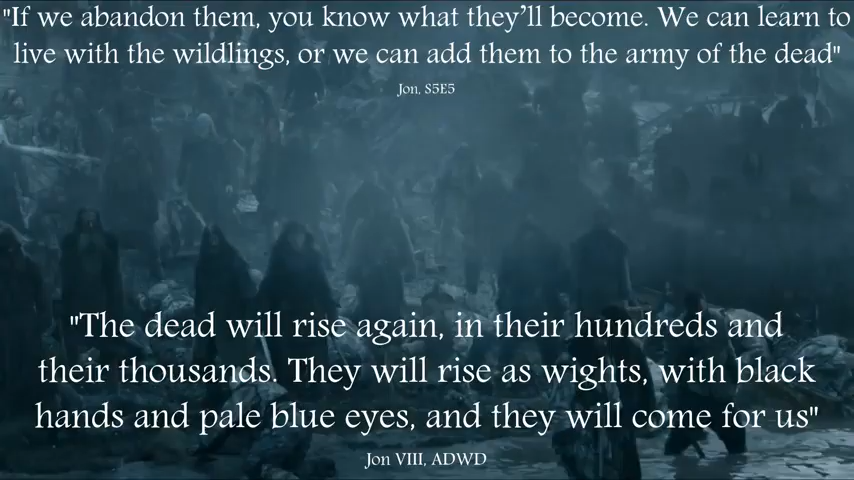 "If we abandon them, you know what they’ll become. We can learn to
live with the wildlings, or we can add them to the army of the dead"
Jon, S5E5
"The dead will rise again, in their hundreds and
their thousands. They will rise as wights, with black
hands and pale blue eyes, and they will come for us"
Jon VIII, ADWD